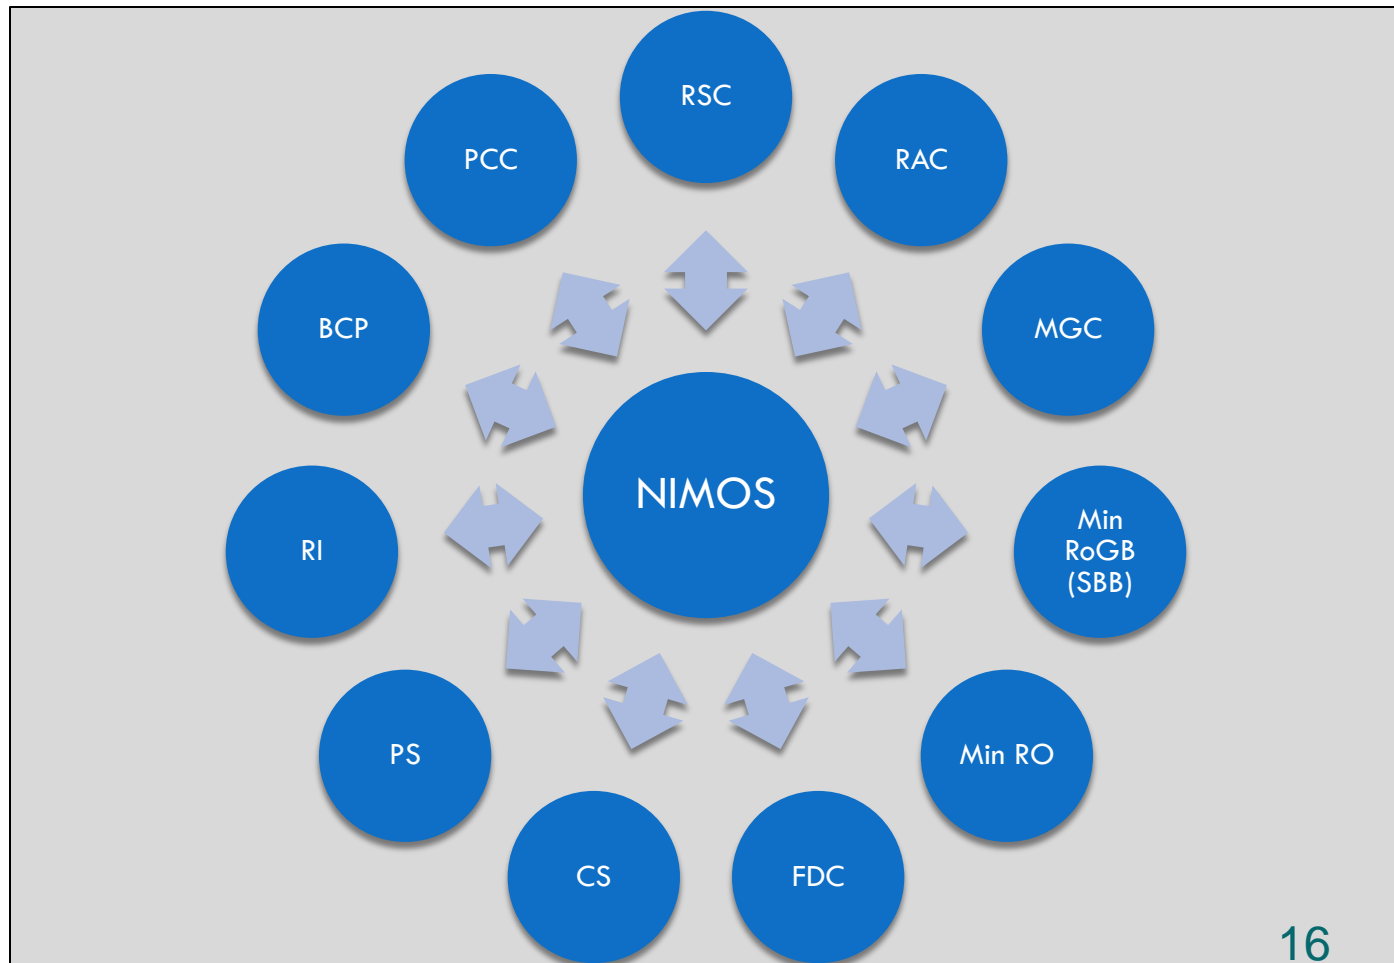 RSC
PCC
RAC
BCP
MGC
NIMOS
RI
Min
RoGB
(SBB)
PS
Min RO
CS
FDC
16